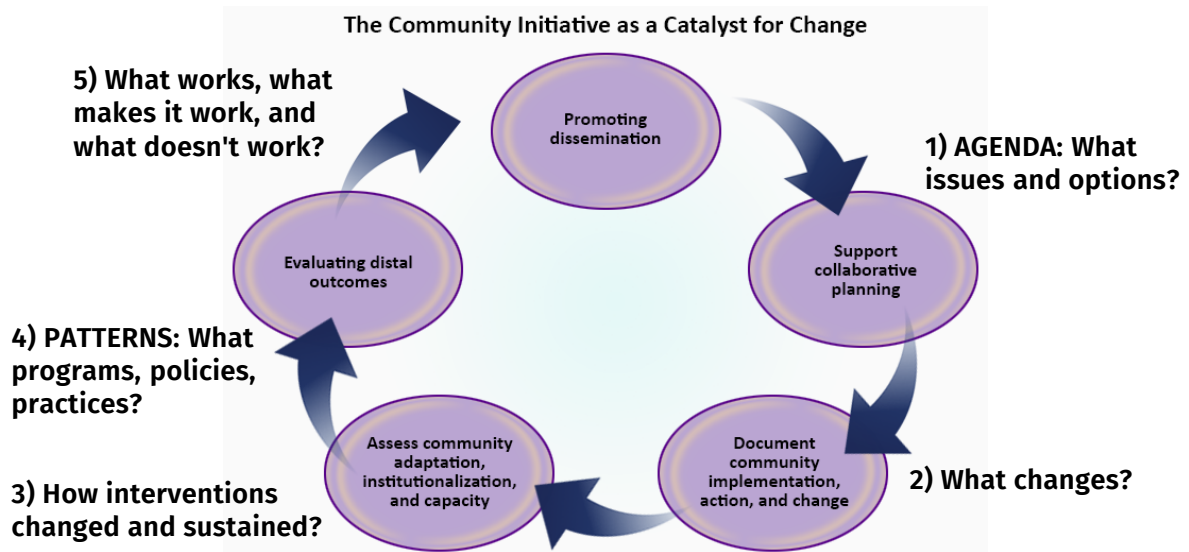 The Community Initiative as a Catalyst for Change
5) What works, what
makes it work, and
what doesn't work?
Promoting
dissemination
1) AGENDA: What
issues and options?
Support
collaborative
planning
Evaluating distal
outcomes
4) PATTERNS: What
programs, policies,
practices?
Assess community
adaptation,
institutionalization,
and capacity
Document
community
implementation,
action, and change
2) What changes?
3) How interventions
changed and sustained?